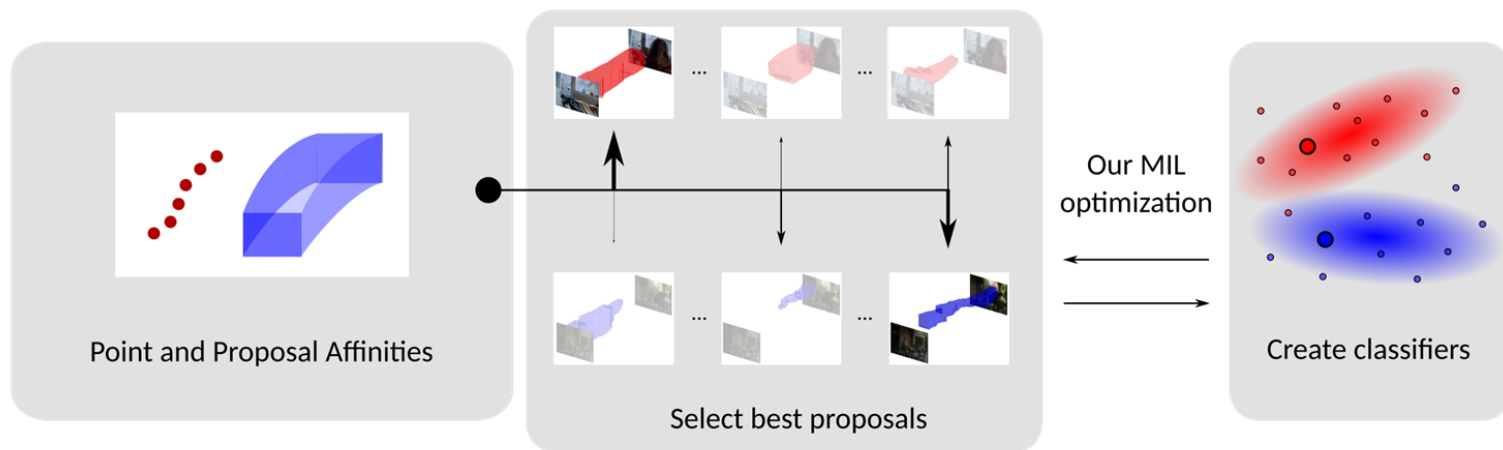 Point and Proposal Affinities
...
...
...
...
Select best proposals
Our MIL
optimization
Create classifiers